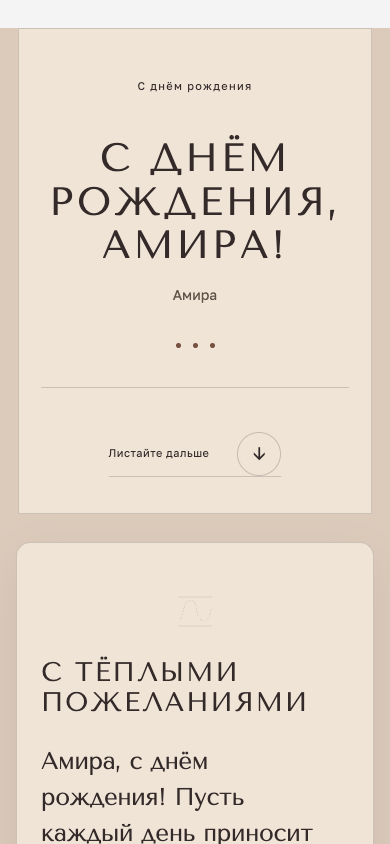 С днём рождения
С ДНЁМ
РОЖДЕНИЯ,
АМИРА!
Амира
Листайте дальше
С ТЁПЛЫМИ
ПОЖЕЛАНИЯМИ
Амира, с днём
рождения! Пусть
каждый день приносит